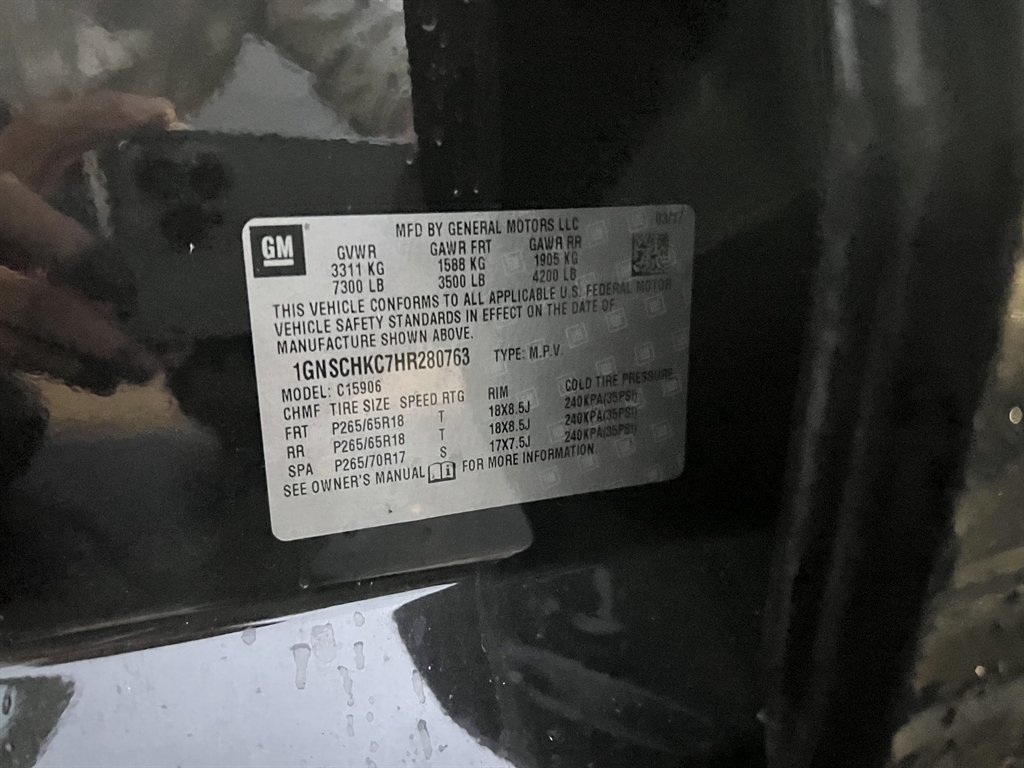 MFD BY GENERAL MOTORS LLC 03/17
GM
GVWR GAWR FRT GAWR RR
3311 KG 1588 KG 1905 KG
7300 LB 3500 LB 4200 LB
THIS VEHICLE CONFORMS TO ALL APPLICABLE U.S. FEDERAL MOTOR
VEHICLE SAFETY STANDARDS IN EFFECT ON THE DATE OF
MANUFACTURE SHOWN ABOVE.
1GNSCHKC7HR280763 TYPE: M.P.V.
MODEL: C15906
CHMF TIRE SIZE SPEED RTG RIM COLD TIRE PRESSURE
FRT P265/65R18 T 18X8.5J 240KPA(35PSI)
RR P265/65R18 T 18X8.5J 240KPA(35PSI)
SPA P265/70R17 S 17X7.5J 240KPA(35PSI)
SEE OWNER'S MANUAL FOR MORE INFORMATION